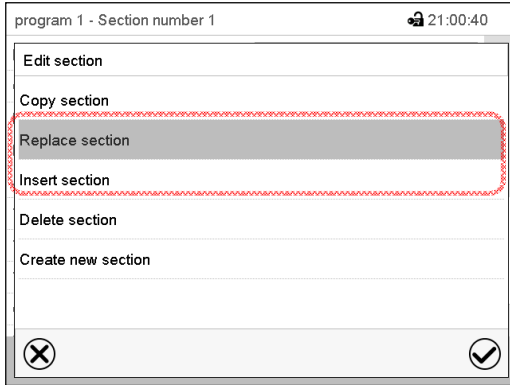 program 1 - Section number 1 21:00:40
Edit section
Copy section
Replace section
Insert section
Delete section
Create new section